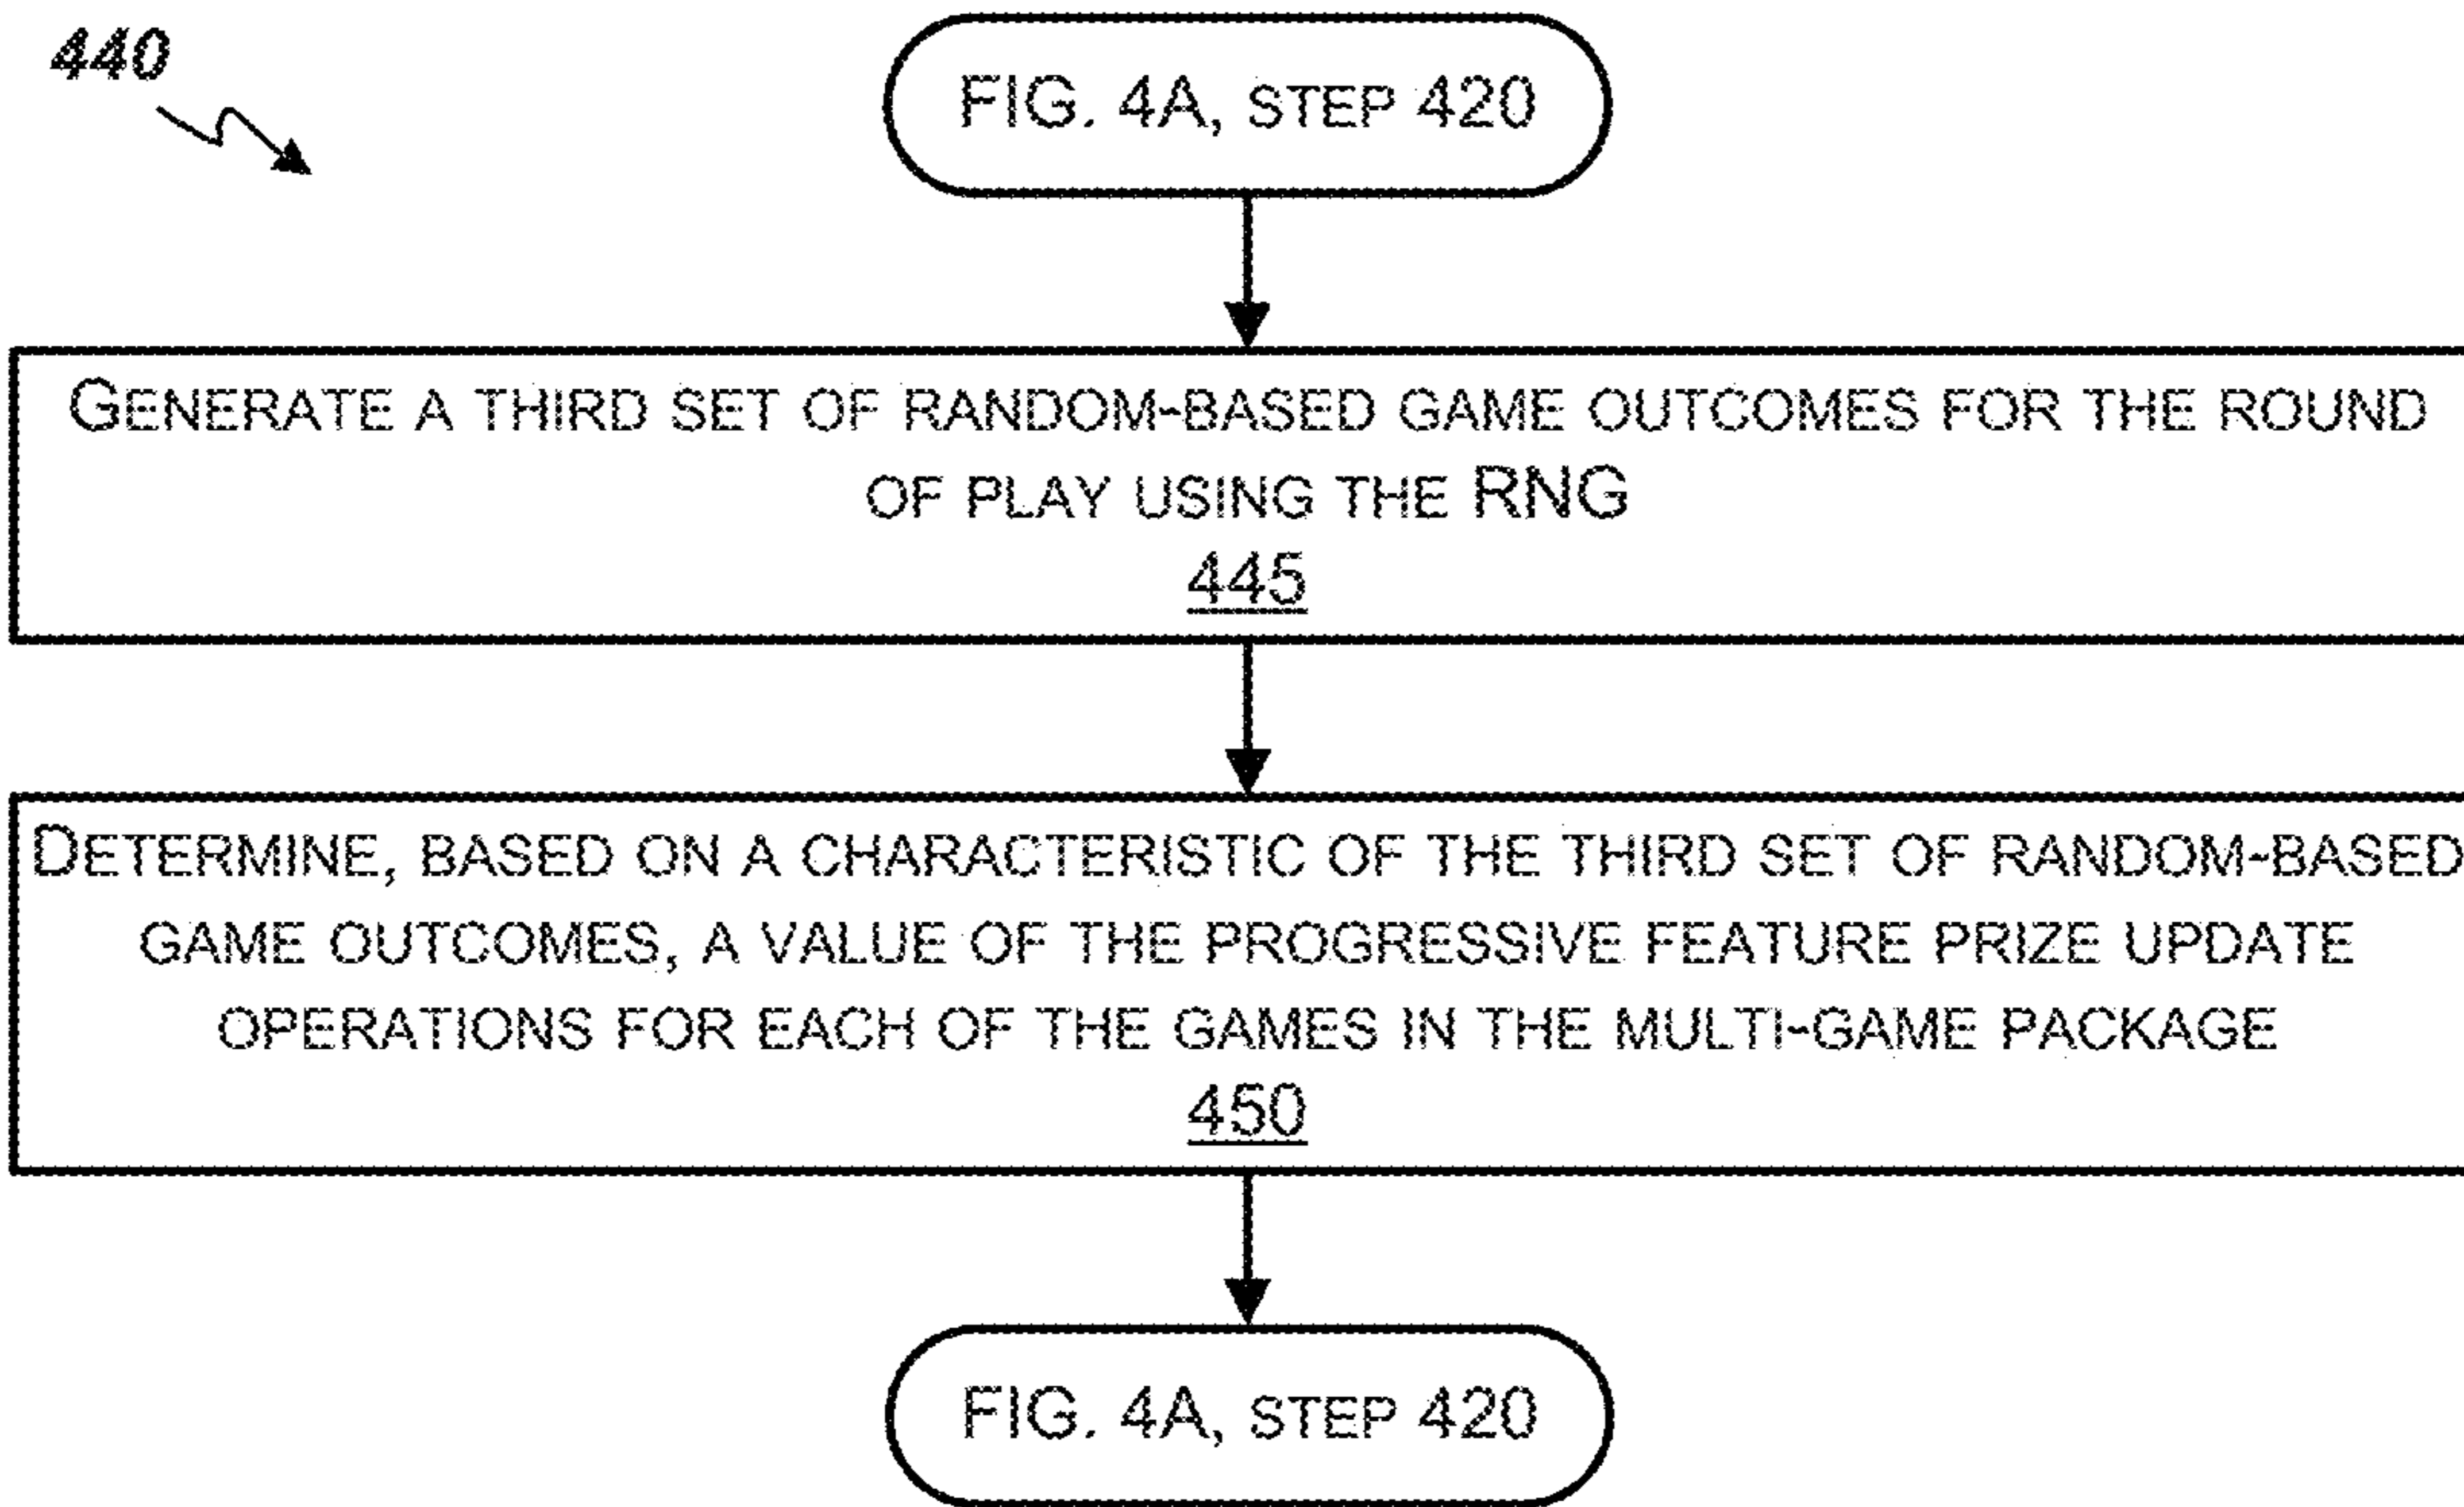 440
FIG. 4A, STEP 420
GENERATE A THIRD SET OF RANDOM-BASED GAME OUTCOMES FOR THE ROUND
OF PLAY USING THE RNG
445
DETERMINE, BASED ON A CHARACTERISTIC OF THE THIRD SET OF RANDOM-BASED
GAME OUTCOMES, A VALUE OF THE PROGRESSIVE FEATURE PRIZE UPDATE
OPERATIONS FOR EACH OF THE GAMES IN THE MULTI-GAME PACKAGE
450
FIG. 4A, STEP 420